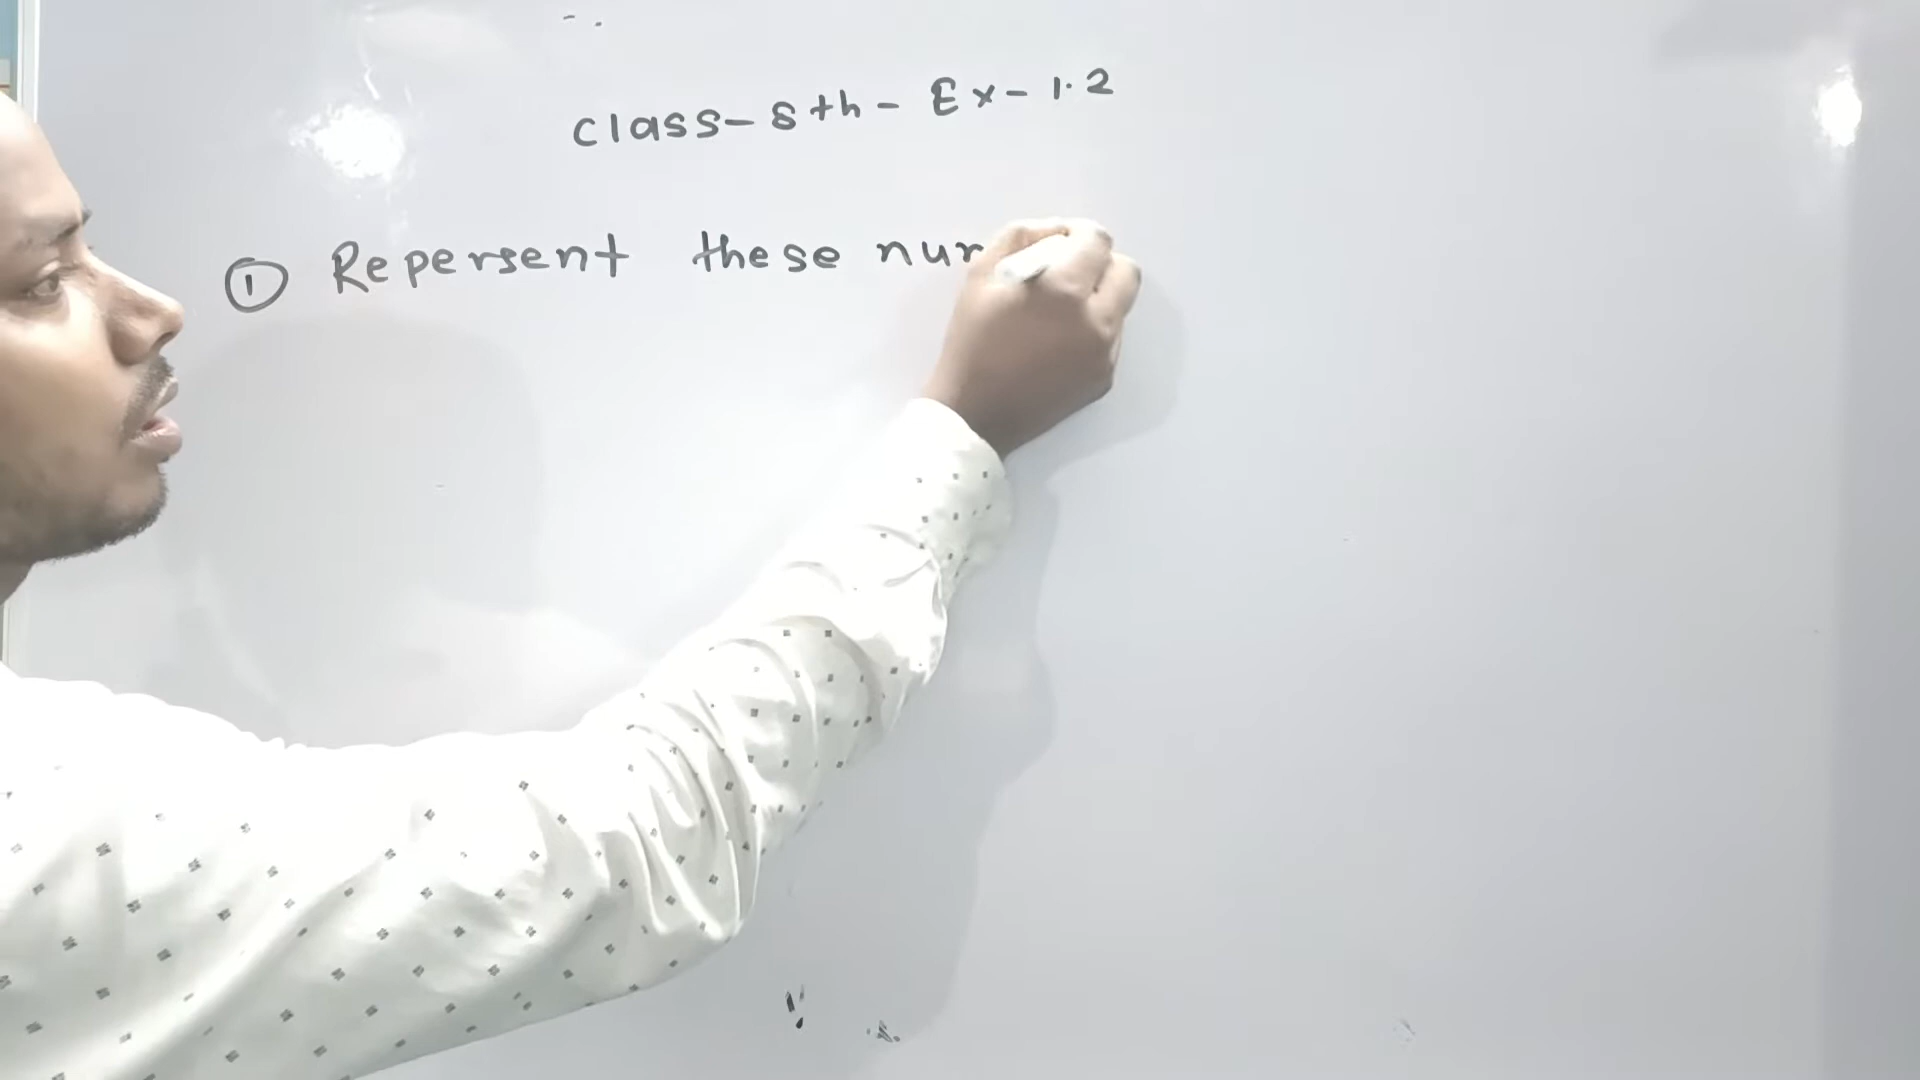 class-8th-Ex-1.2
① Repersent these nu